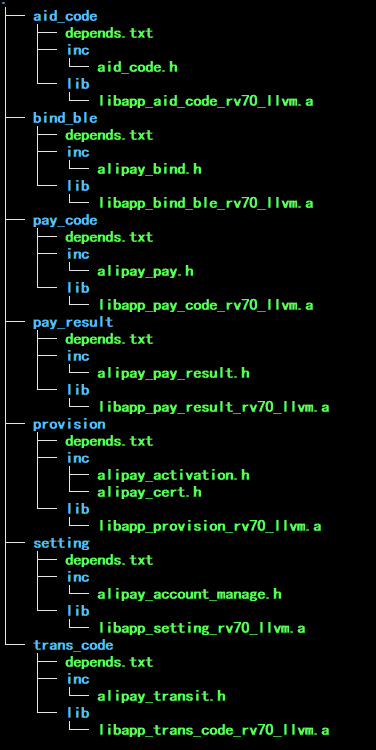 .
aid_code
depends.txt
inc
aid_code.h
lib
libapp_aid_code_rv70_llvm.a
bind_ble
depends.txt
inc
alipay_bind.h
lib
libapp_bind_ble_rv70_llvm.a
pay_code
depends.txt
inc
alipay_pay.h
lib
libapp_pay_code_rv70_llvm.a
pay_result
depends.txt
inc
alipay_pay_result.h
lib
libapp_pay_result_rv70_llvm.a
provision
depends.txt
inc
alipay_activation.h
alipay_cert.h
lib
libapp_provision_rv70_llvm.a
setting
depends.txt
inc
alipay_account_manage.h
lib
libapp_setting_rv70_llvm.a
trans_code
depends.txt
inc
alipay_transit.h
lib
libapp_trans_code_rv70_llvm.a